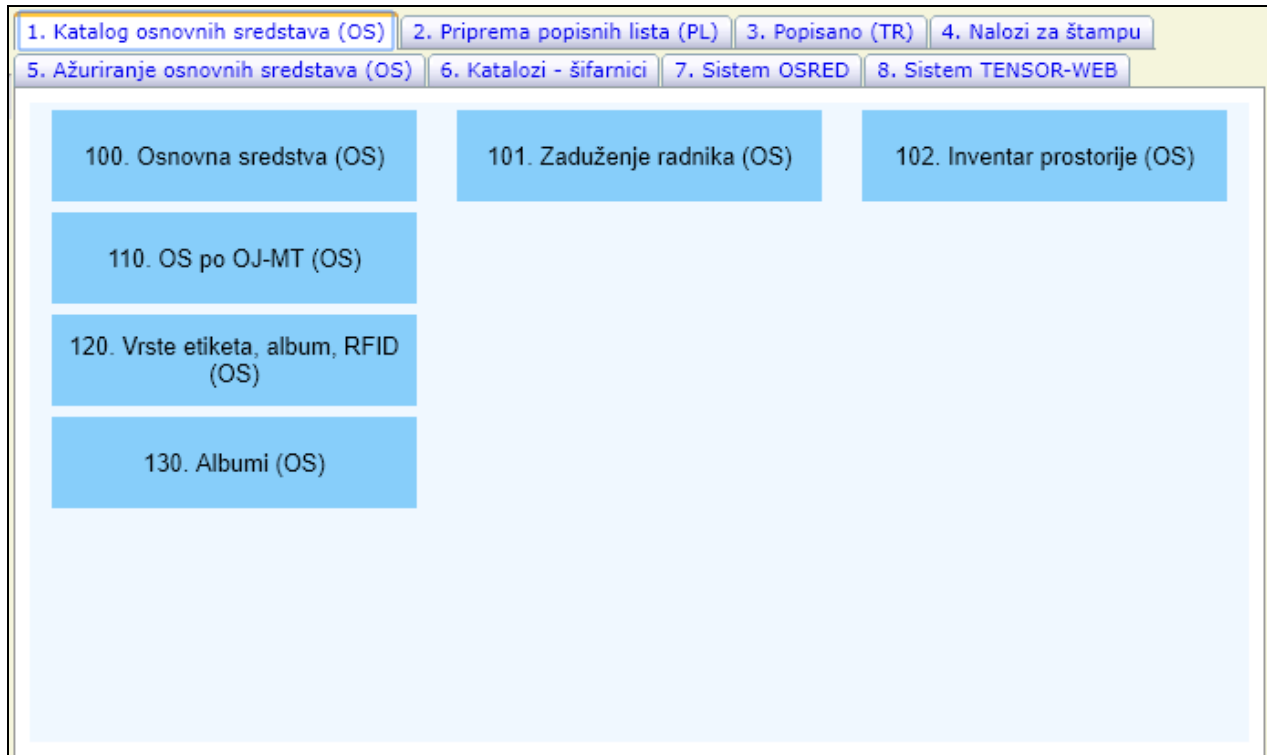 1. Katalog osnovnih sredstava (OS)
2. Priprema popisnih lista (PL)
3. Popisano (TR)
4. Nalozi za štampu
5. Ažuriranje osnovnih sredstava (OS)
6. Katalozi - šifarnici
7. Sistem OSRED
8. Sistem TENSOR-WEB
100. Osnovna sredstva (OS)
101. Zaduženje radnika (OS)
102. Inventar prostorije (OS)
110. OS po OJ-MT (OS)
120. Vrste etiketa, album, RFID
(OS)
130. Albumi (OS)